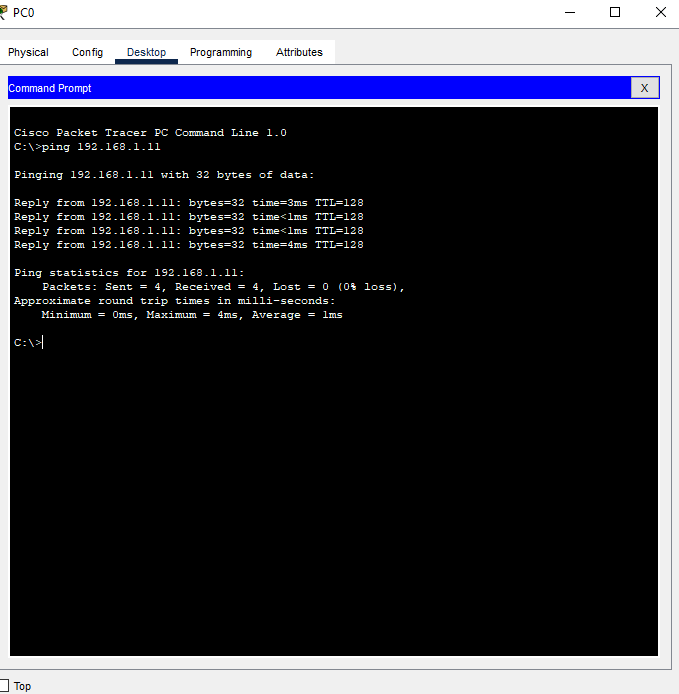 PC0
Physical Config Desktop Programming Attributes
Command Prompt X
Cisco Packet Tracer PC Command Line 1.0
C:\>ping 192.168.1.11
Pinging 192.168.1.11 with 32 bytes of data:
Reply from 192.168.1.11: bytes=32 time=3ms TTL=128
Reply from 192.168.1.11: bytes=32 time<1ms TTL=128
Reply from 192.168.1.11: bytes=32 time<1ms TTL=128
Reply from 192.168.1.11: bytes=32 time=4ms TTL=128
Ping statistics for 192.168.1.11:
Packets: Sent = 4, Received = 4, Lost = 0 (0% loss),
Approximate round trip times in milli-seconds:
Minimum = 0ms, Maximum = 4ms, Average = 1ms
C:\>
Top